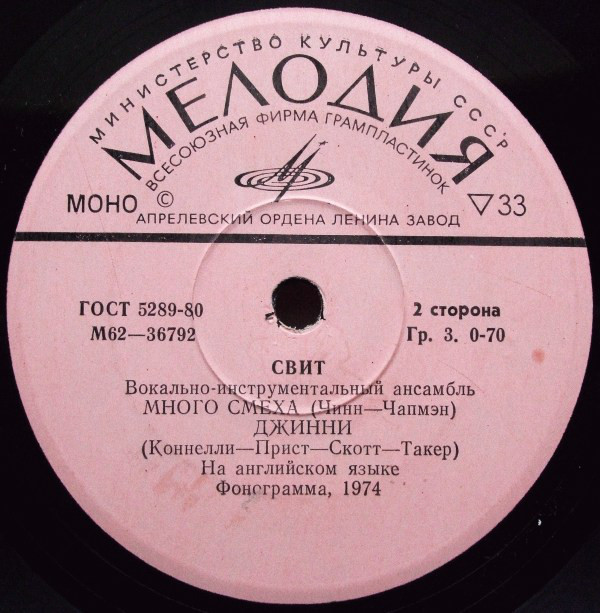 МИНИСТЕРСТВО КУЛЬТУРЫ СССР
МЕЛОДИЯ
ВСЕСОЮЗНАЯ ФИРМА ГРАМПЛАСТИНОК
МОНО © ▽ 33
АПРЕЛЕВСКИЙ ОРДЕНА ЛЕНИНА ЗАВОД
ГОСТ 5289-80 2 сторона
М62—36792 Гр. 3. 0-70
СВИТ
Вокально-инструментальный ансамбль
МНОГО СМЕХА (Чинн—Чапмэн)
ДЖИННИ
(Коннелли—Прист—Скотт—Такер)
На английском языке
Фонограмма, 1974